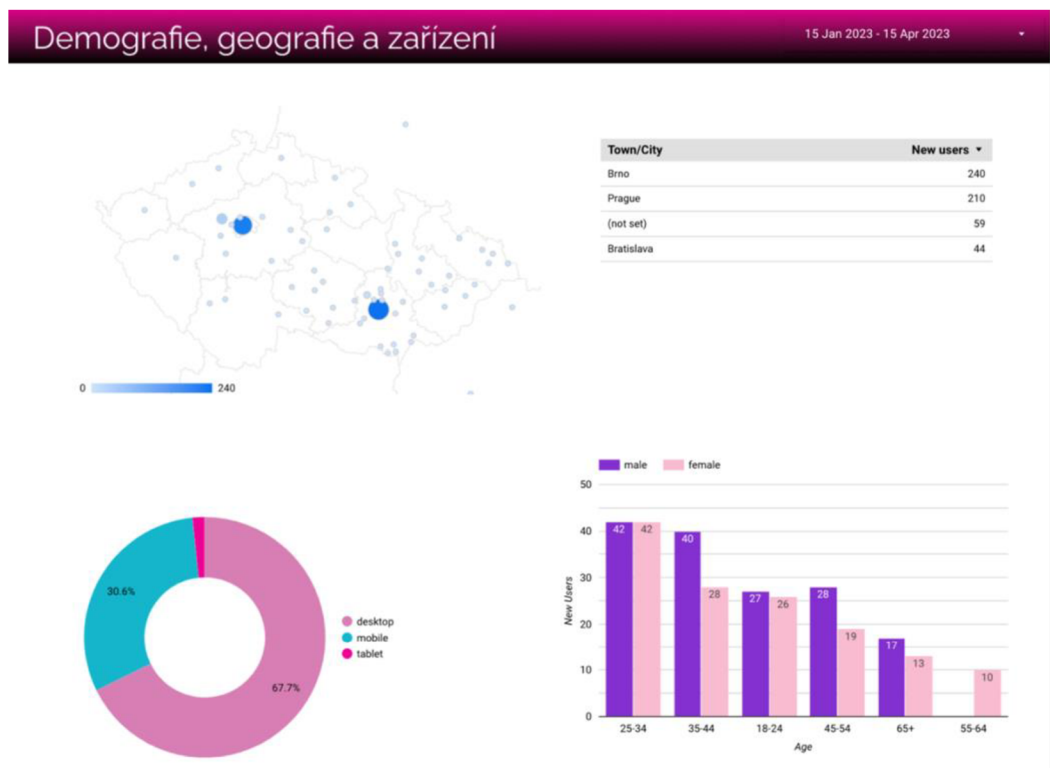 Demografie, geografie a zařízení
15 Jan 2023 - 15 Apr 2023
Town/City New users
Brno 240
Prague 210
(not set) 59
Bratislava 44
0 240
30.6%
67.7%
desktop
mobile
tablet
male female
50
40
30
20
10
0
New Users
42 42
40 28
27 26
28 19
17 13
10
25-34 35-44 18-24 45-54 65+ 55-64
Age